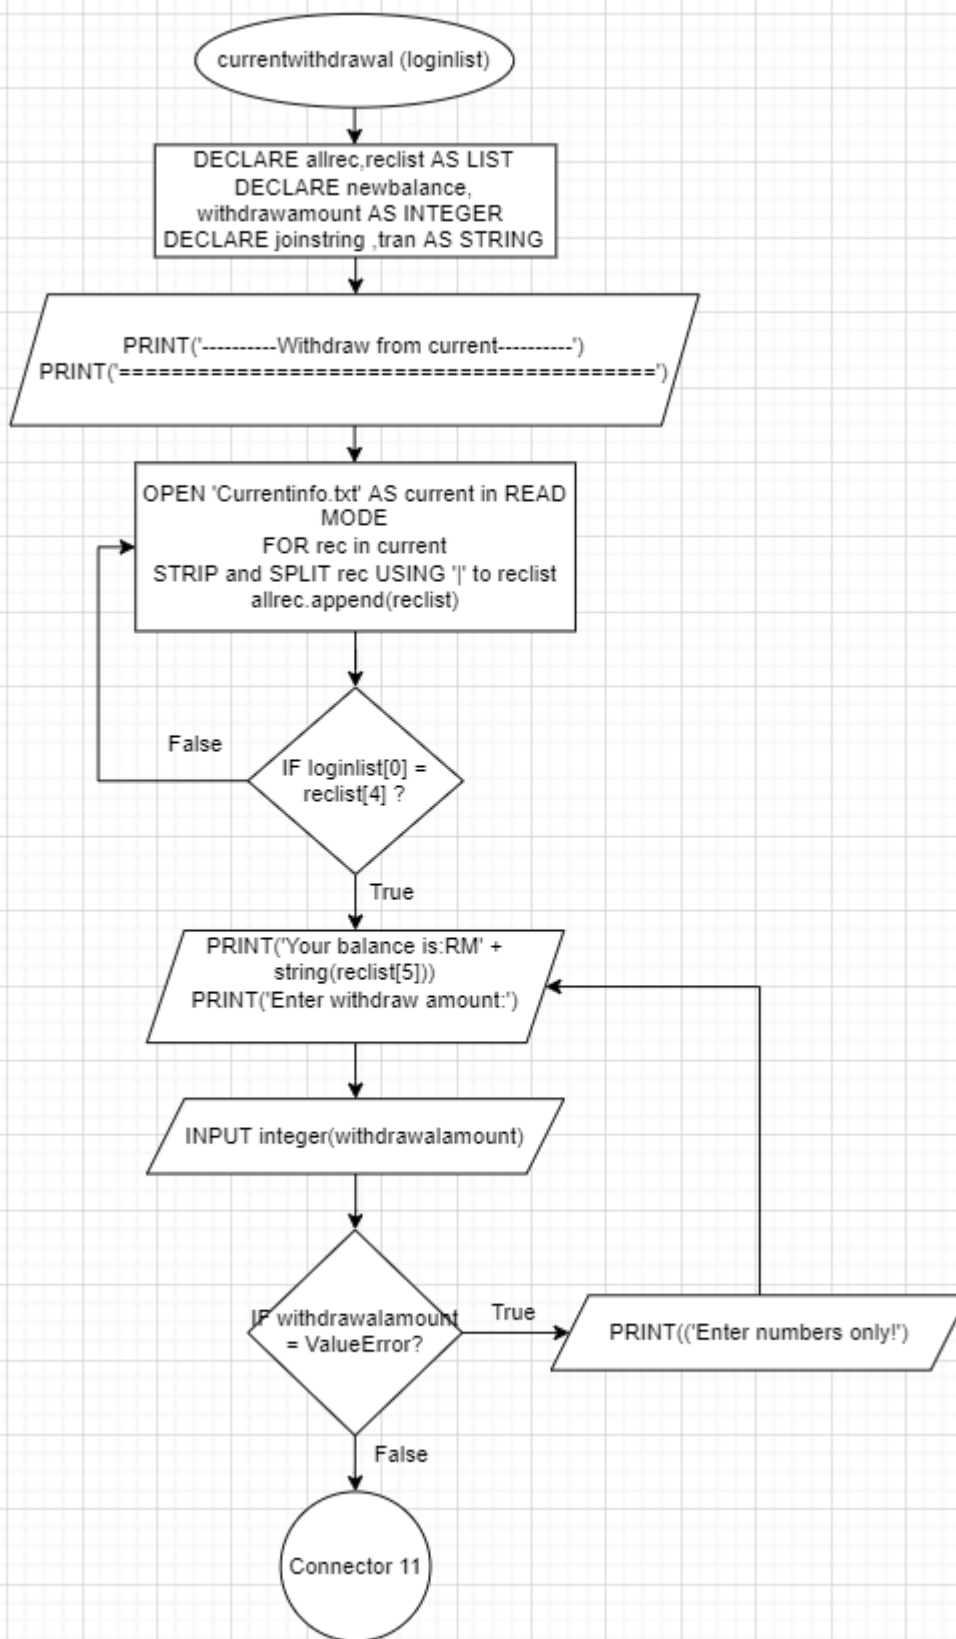 currentwithdrawal (loginlist)
DECLARE allrec,reclist AS LIST
DECLARE newbalance,
withdrawamount AS INTEGER
DECLARE joinstring ,tran AS STRING
PRINT('----------Withdraw from current----------')
PRINT('=========================================')
OPEN 'Currentinfo.txt' AS current in READ
MODE
FOR rec in current
STRIP and SPLIT rec USING '|' to reclist
allrec.append(reclist)
False
IF loginlist[0] =
reclist[4] ?
True
PRINT('Your balance is:RM' +
string(reclist[5]))
PRINT('Enter withdraw amount:')
INPUT integer(withdrawalamount)
IF withdrawalamount
= ValueError?
True
PRINT(('Enter numbers only!')
False
Connector 11